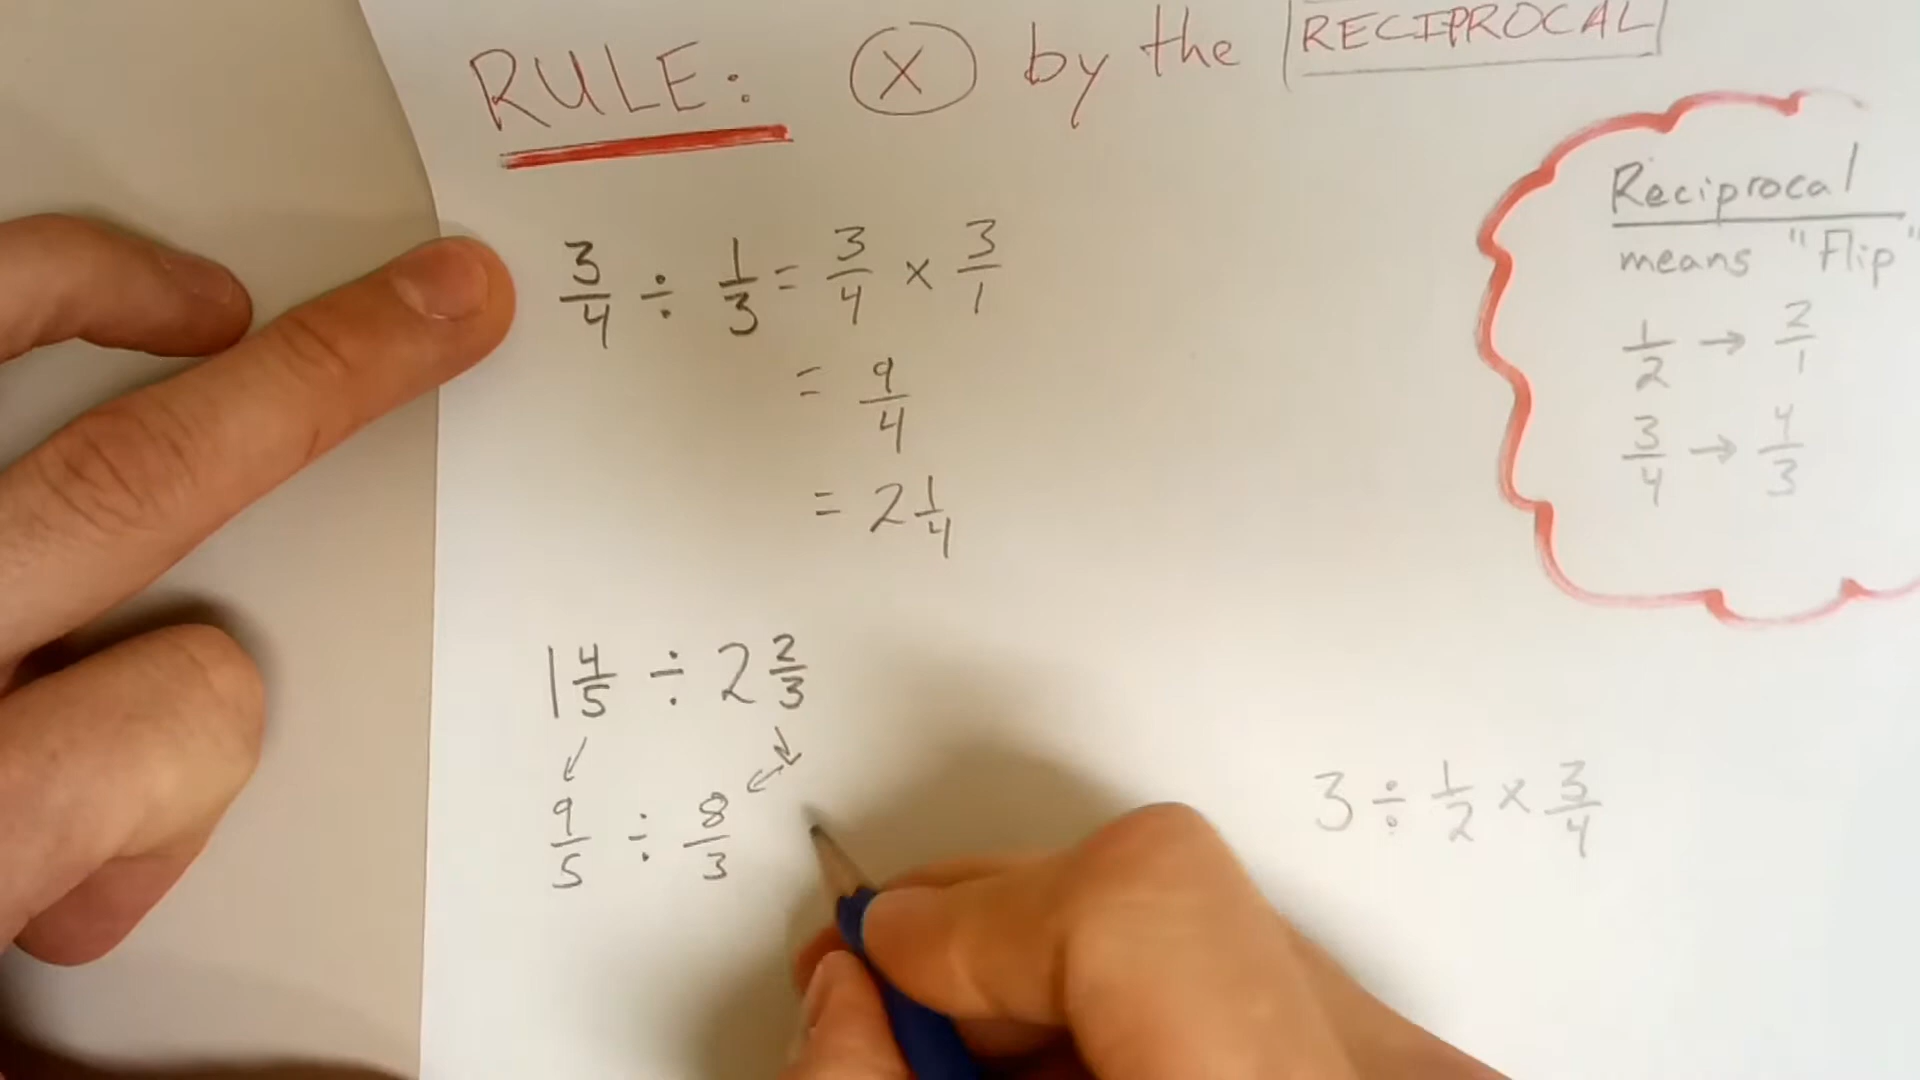 RULE: X by the RECIPROCAL
3/4 ÷ 1/3 = 3/4 × 3/1
= 9/4
= 2 1/4
Reciprocal
means "Flip"
1/2 → 2/1
3/4 → 4/3
1 4/5 ÷ 2 2/3
9/5 ÷ 8/3
3 ÷ 1/2 × 3/4